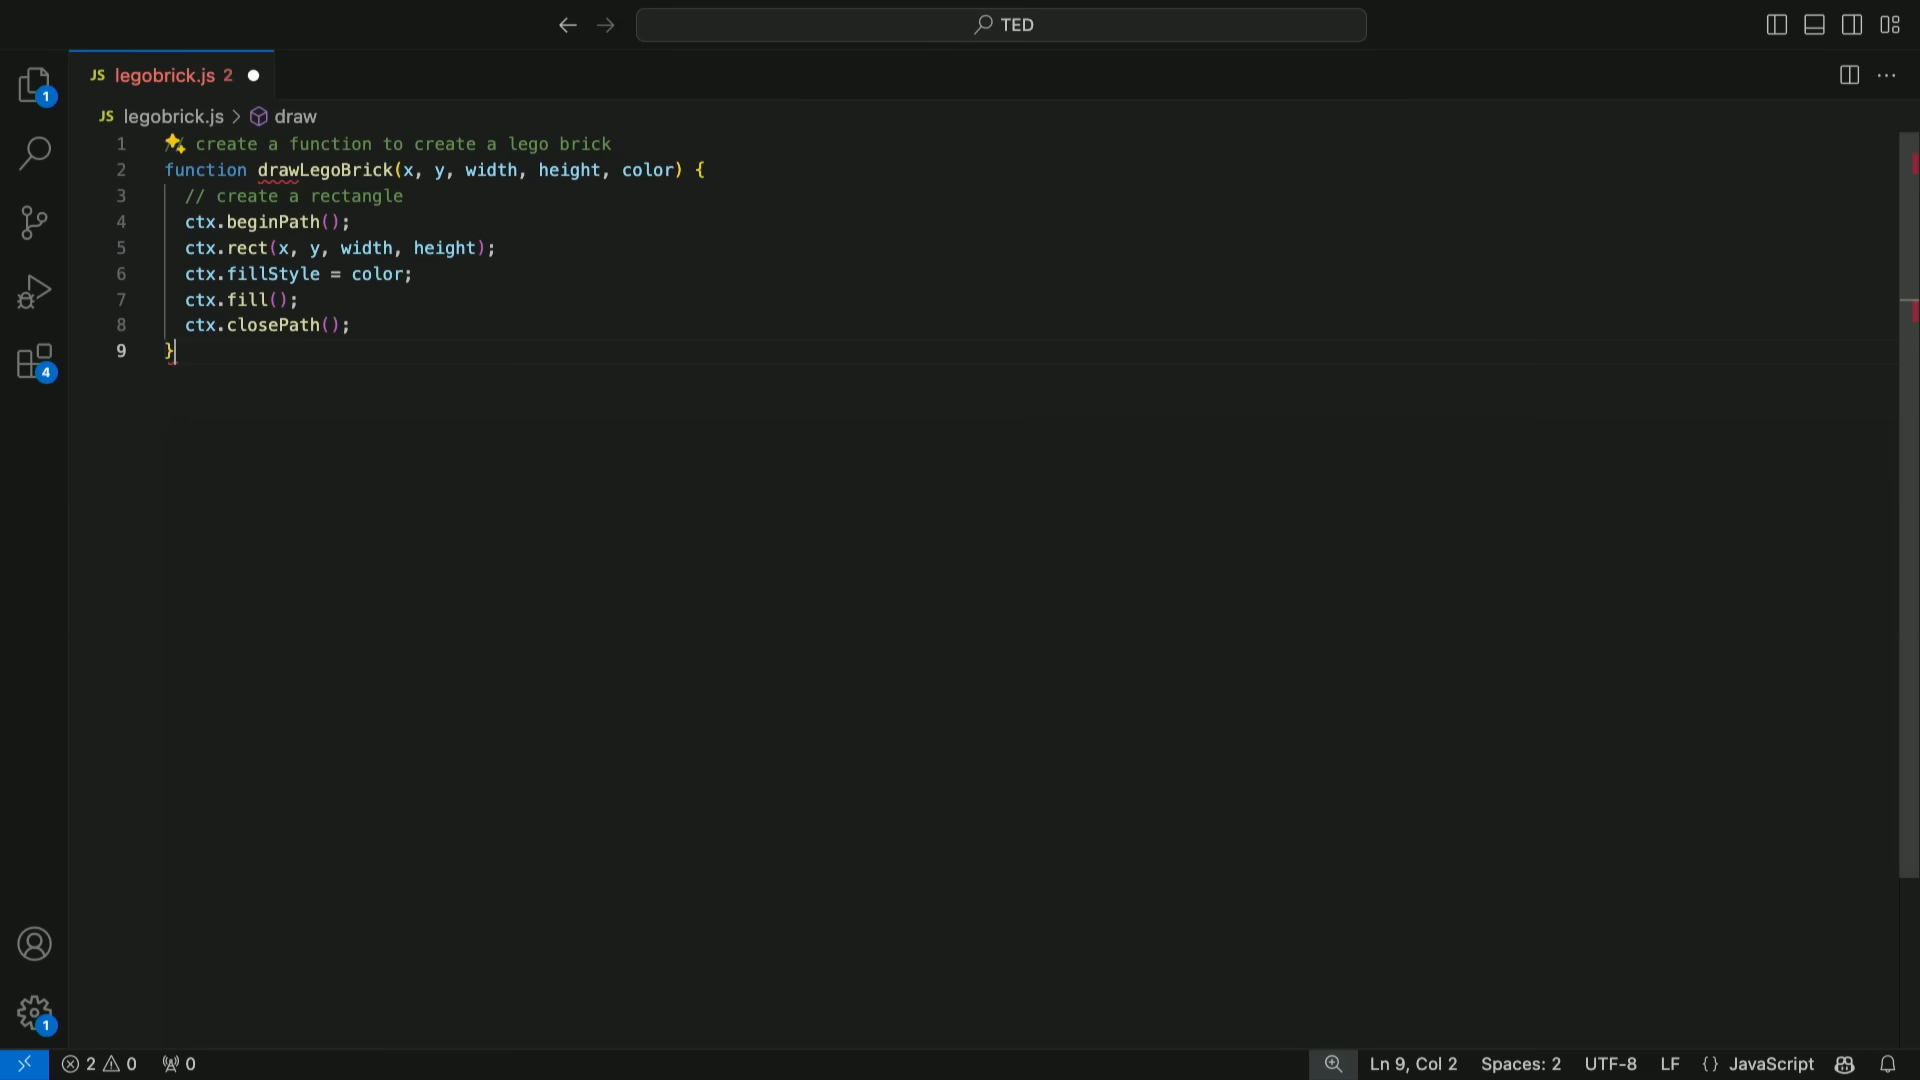 TED
JS legobrick.js 2
1
JS legobrick.js > draw
1 // create a function to create a lego brick
2 function drawLegoBrick(x, y, width, height, color) {
3 // create a rectangle
4 ctx.beginPath();
5 ctx.rect(x, y, width, height);
6 ctx.fillStyle = color;
7 ctx.fill();
8 ctx.closePath();
9 }
4
1
2 0 0 Ln 9, Col 2 Spaces: 2 UTF-8 LF {} JavaScript